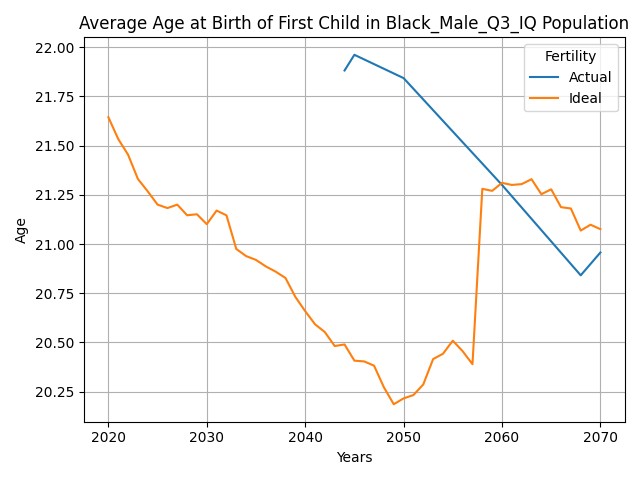 Average Age at Birth of First Child in Black_Male_Q3_IQ Population
22.00
21.75
21.50
21.25
21.00
20.75
20.50
20.25
Age
Fertility
Actual
Ideal
2020 2030 2040 2050 2060 2070
Years